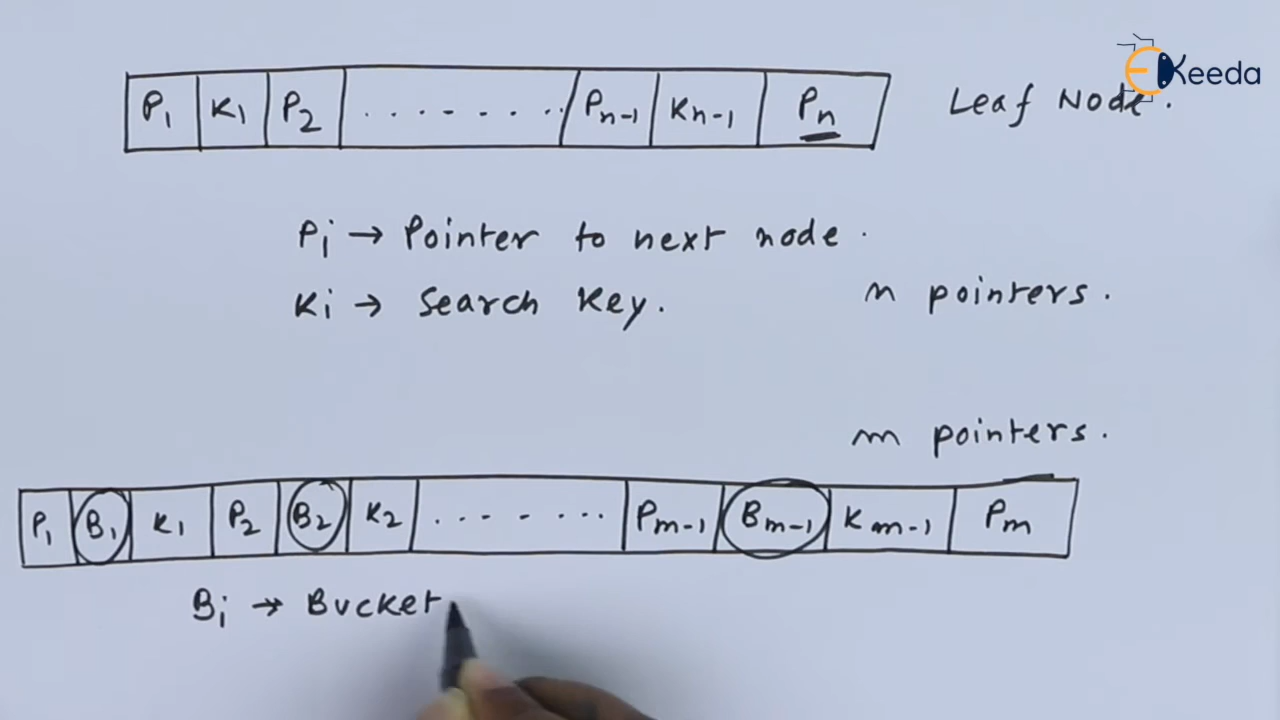 P1 K1 P2 ......... Pn-1 Kn-1 Pn Leaf Node.
EKeeda
Pi → Pointer to next node.
Ki → Search Key.
n pointers.
m pointers.
P1 B1 K1 P2 B2 K2 ......... Pm-1 Bm-1 Km-1 Pm
Bi → Bucket